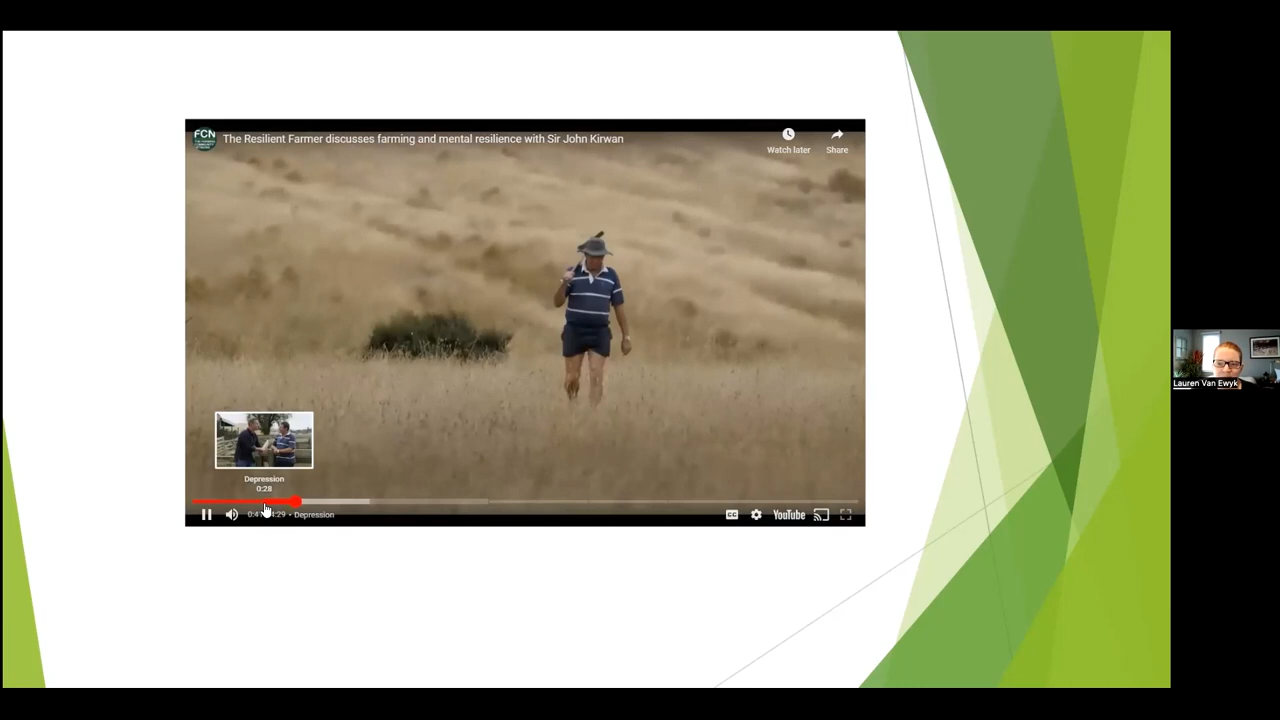 FCN
The Resilient Farmer discusses farming and mental resilience with Sir John Kirwan
Watch later
Share
Depression
0:28
Depression
CC
YouTube
Lauren Van Ewyk